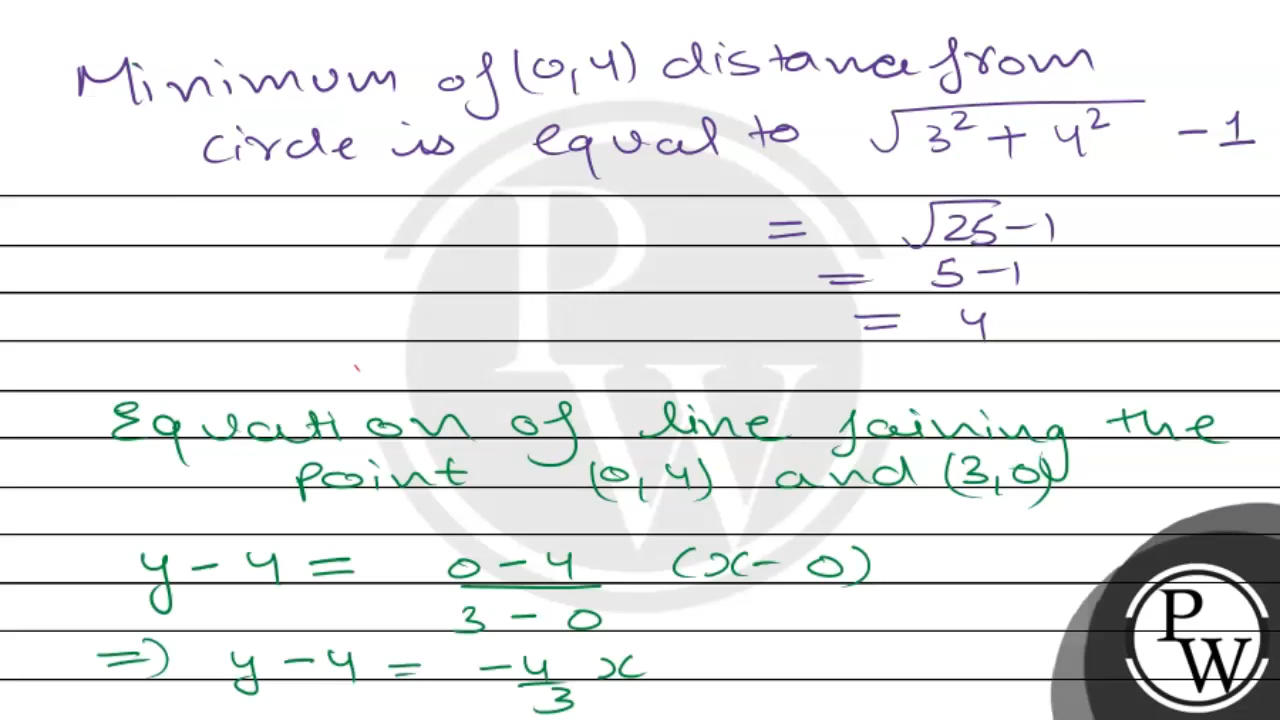 Minimum of (0,4) distance from
circle is equal to √3²+4² -1
= √25-1
= 5-1
= 4
Equation of line joining the
point (0,4) and (3,0)
y-4 = 0-4/3-0 (x-0)
⇒ y-4 = -4/3 x
PW
PW